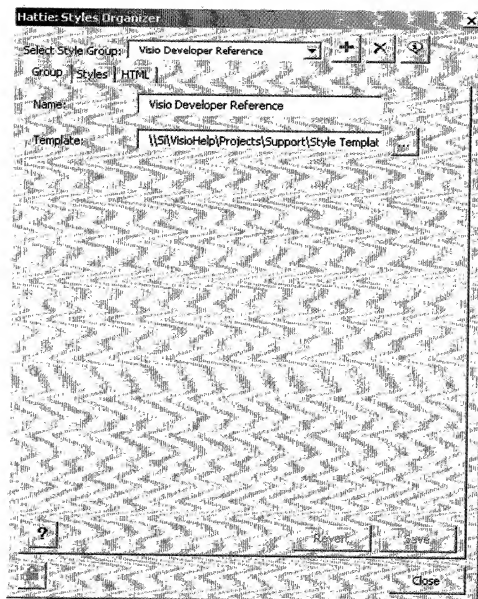 Hattie: Styles Organizer
Select Style Group: Visio Developer Reference
Group Styles HTML
Name: Visio Developer Reference
Template: \\Si\VisioHelp\Projects\Support\Style Templat ...
?
Revert Save
Close